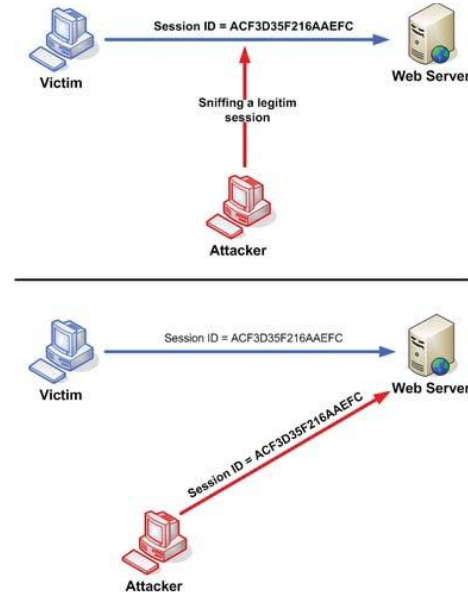 Session ID = ACF3D35F216AAEFC
Victim
Web Server
Sniffing a legitim
session
Attacker
Session ID = ACF3D35F216AAEFC
Victim
Web Server
Session ID = ACF3D35F216AAEFC
Attacker